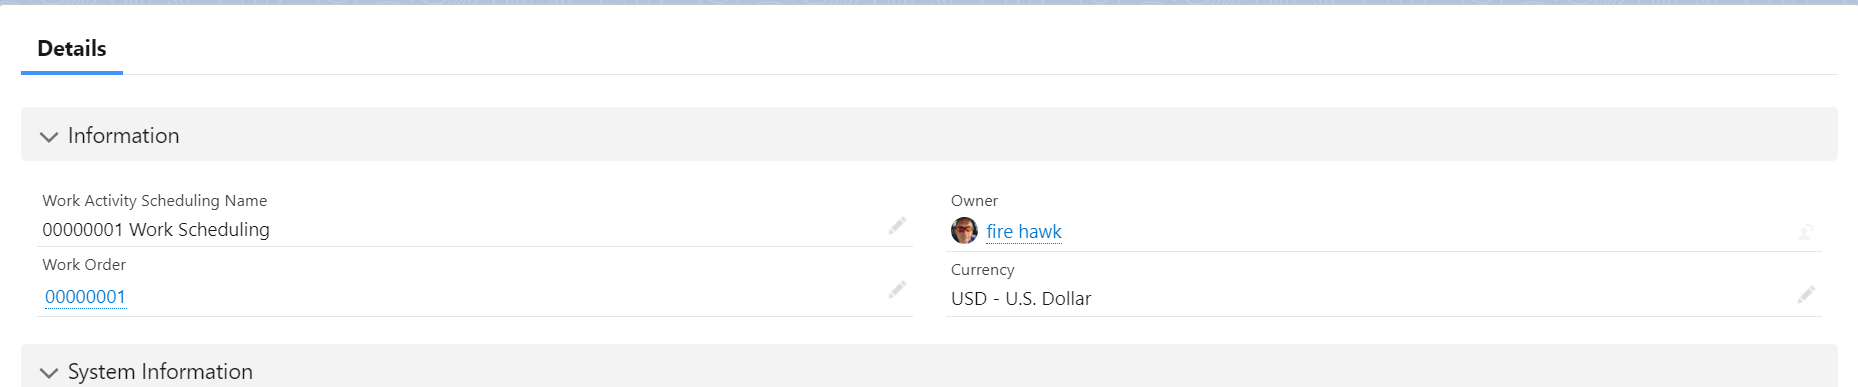 Details
Information
Work Activity Scheduling Name
00000001 Work Scheduling
Work Order
00000001
Owner
fire hawk
Currency
USD - U.S. Dollar
System Information